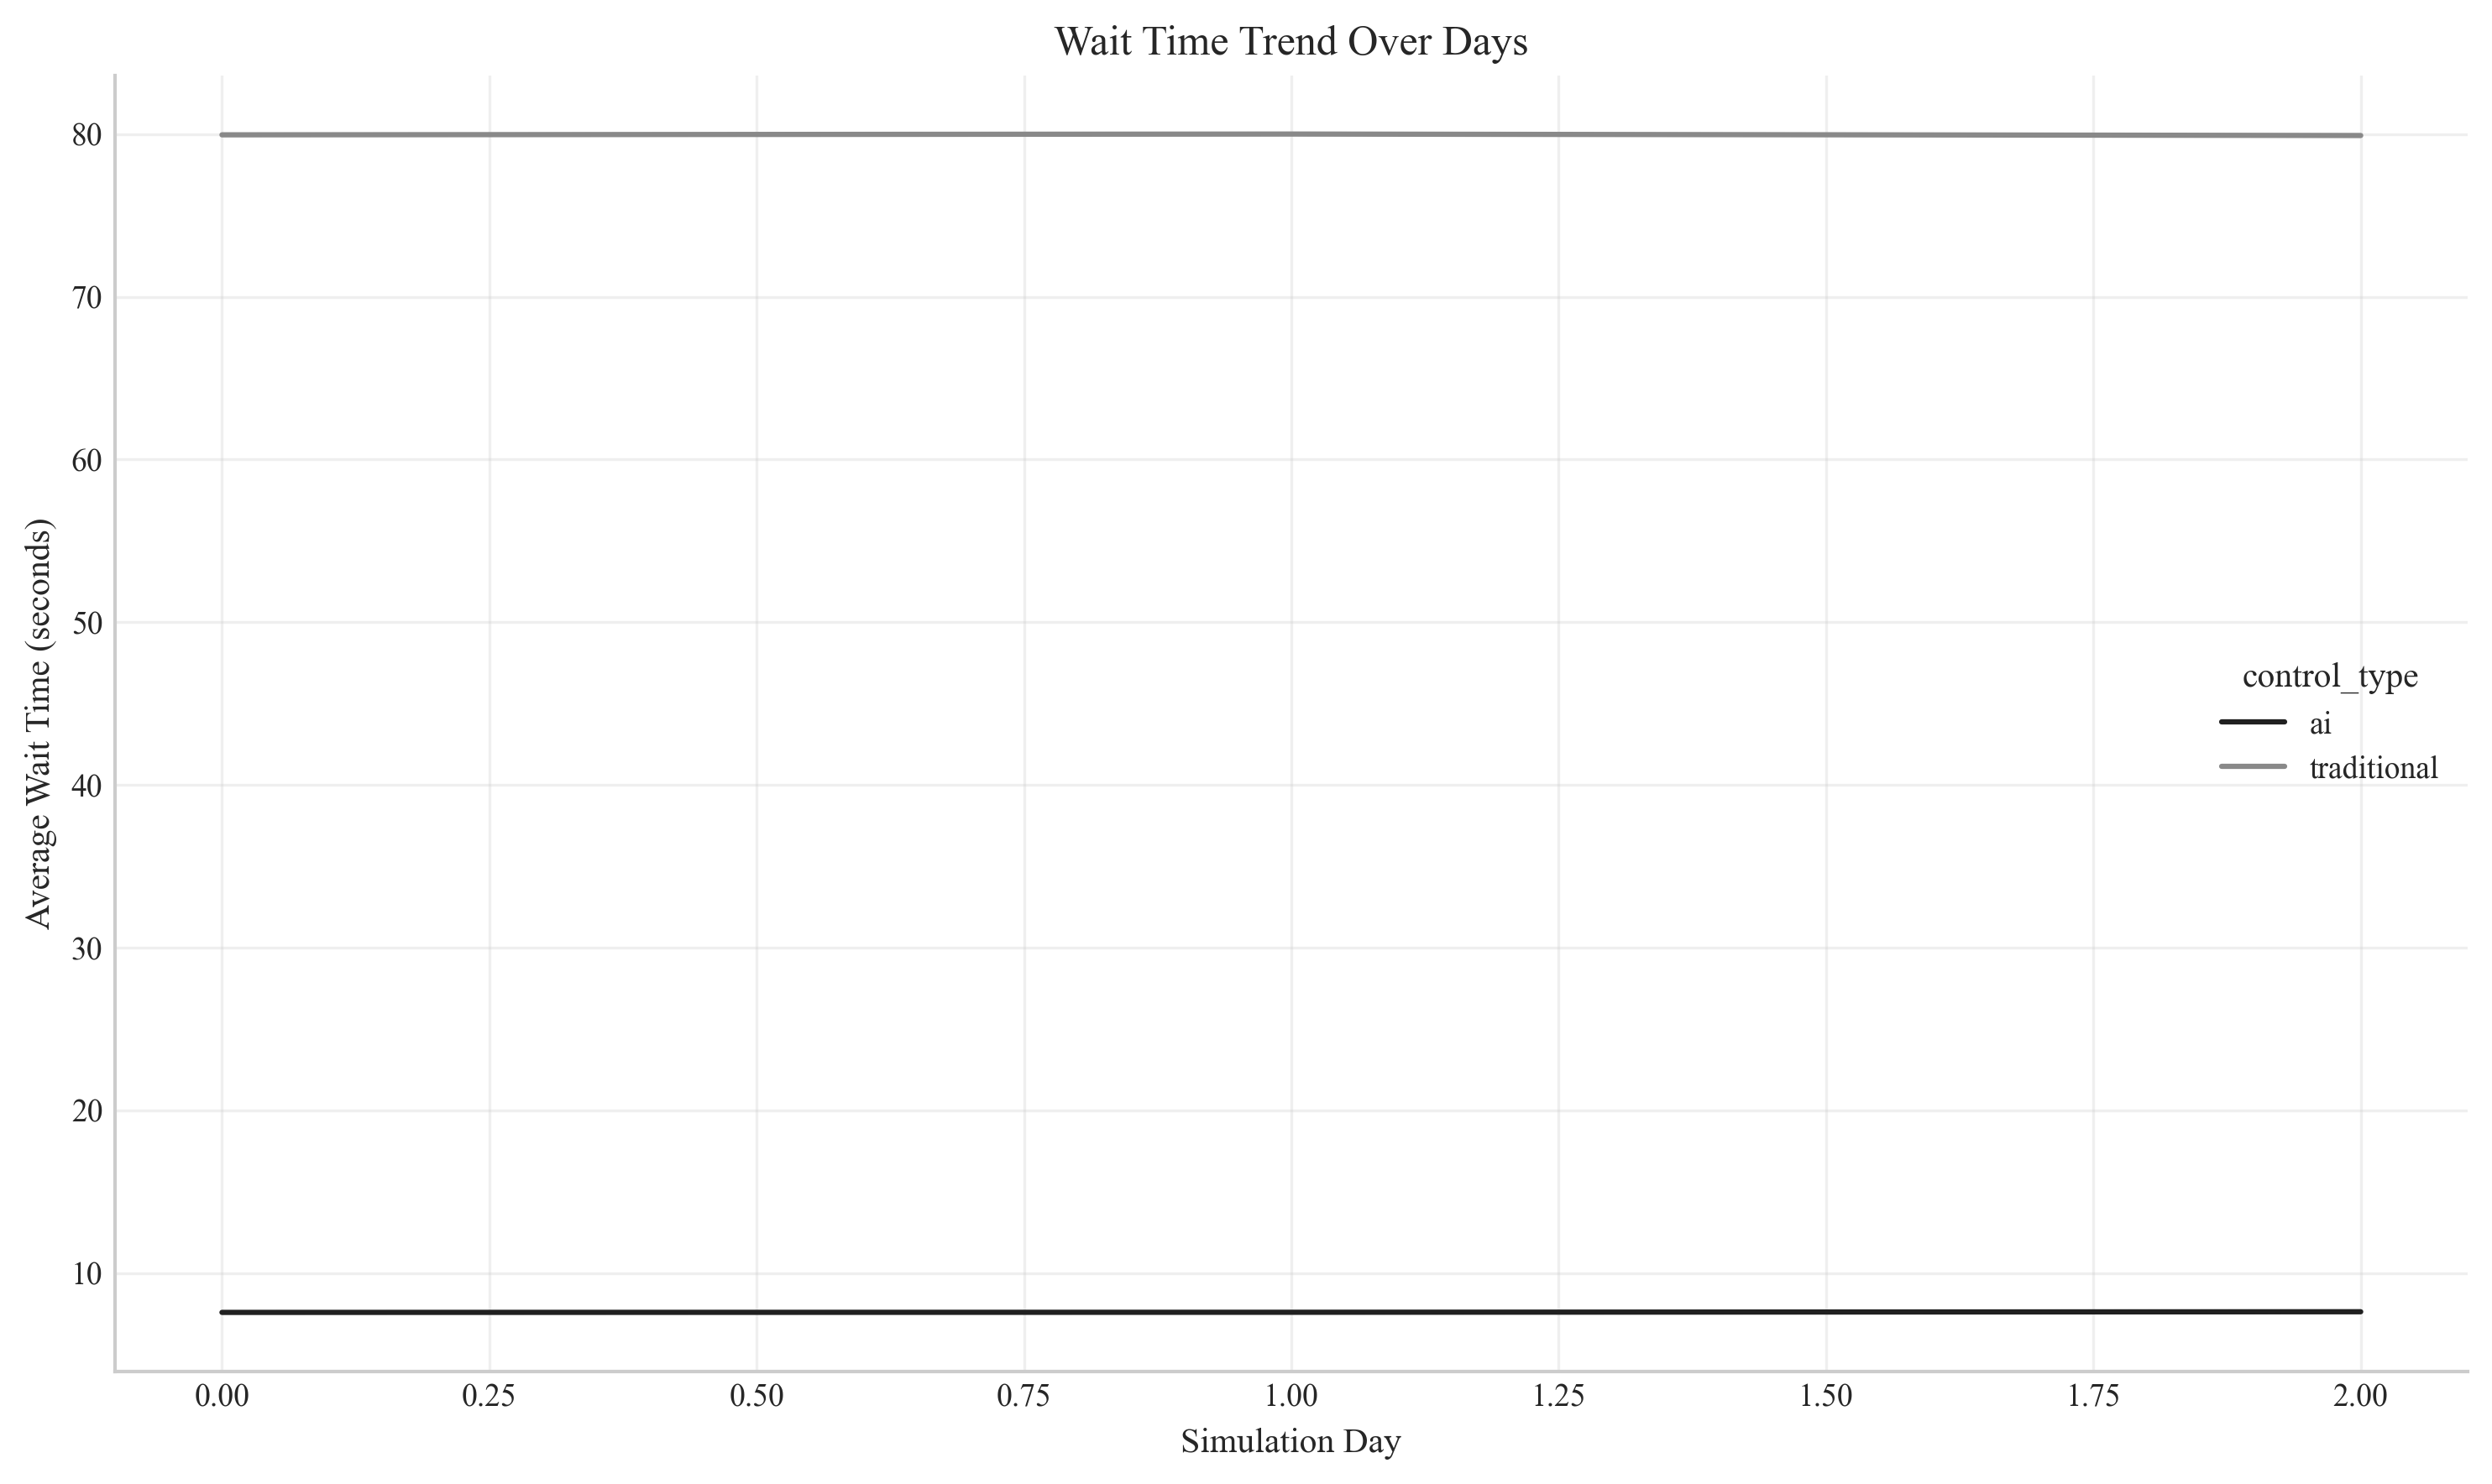 Wait Time Trend Over Days
Average Wait Time (seconds)
80
70
60
50
40
30
20
10
control_type
ai
traditional
0.00 0.25 0.50 0.75 1.00 1.25 1.50 1.75 2.00
Simulation Day